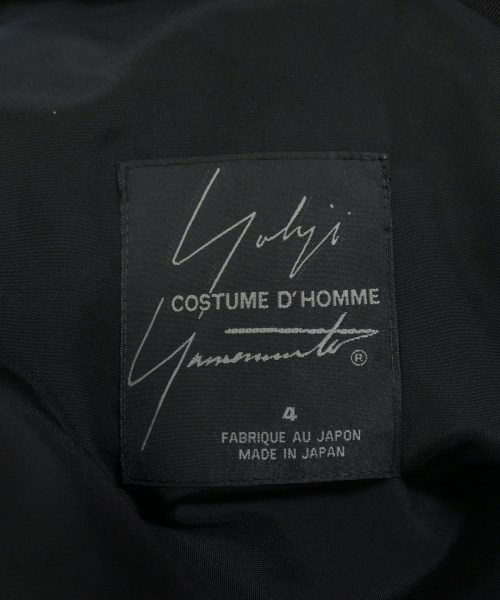 Yohji
COSTUME D'HOMME
Yamamoto ®
4
FABRIQUE AU JAPON
MADE IN JAPAN